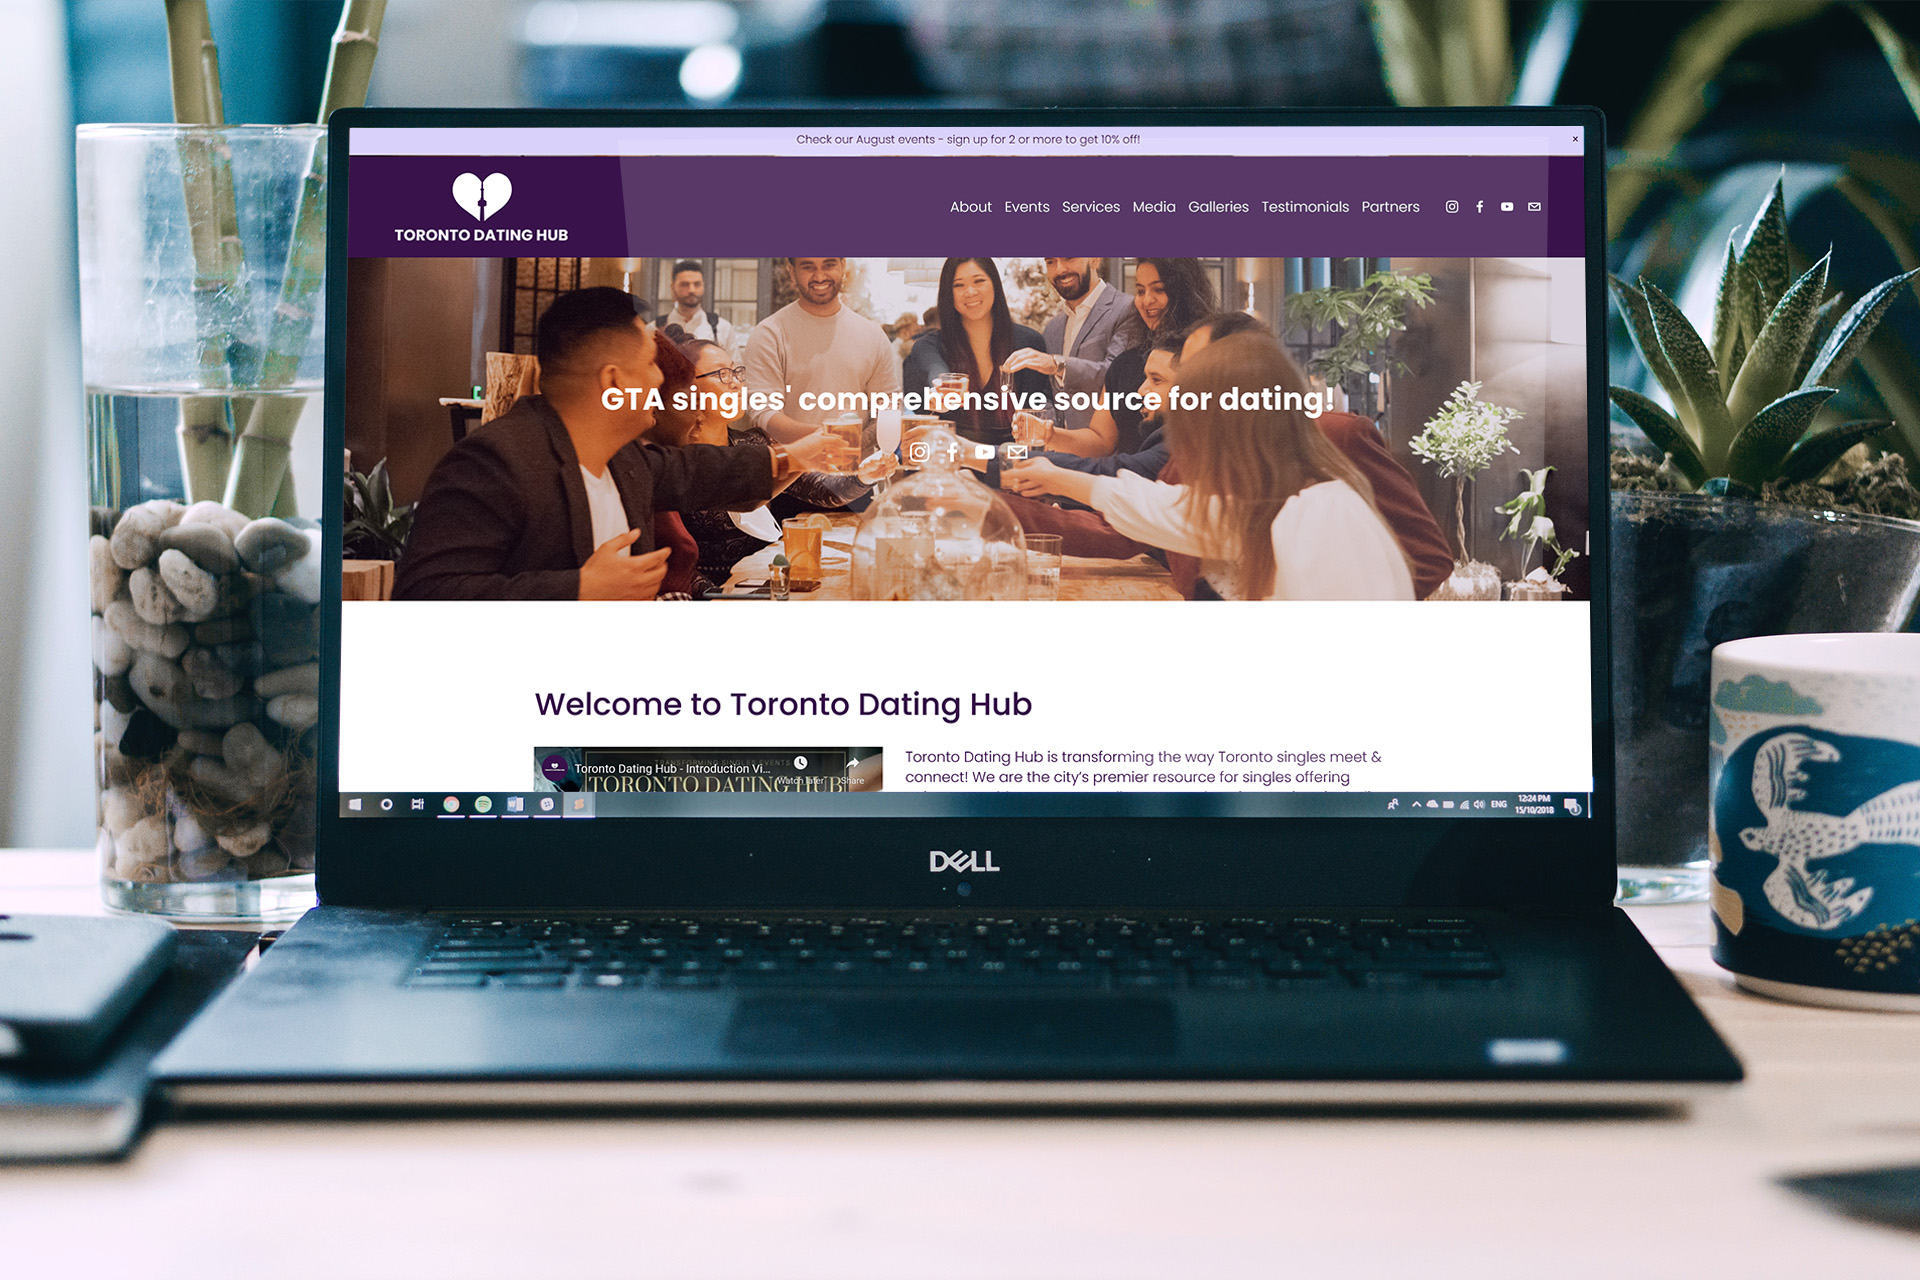 Check our August events - sign up for 2 or more to get 10% off!
×
TORONTO DATING HUB
About Events Services Media Galleries Testimonials Partners
GTA singles' comprehensive source for dating!
Welcome to Toronto Dating Hub
TRANSFORMING SINGLES EVENTS
Toronto Dating Hub - Introduction Vi...
Watch later
Share
TORONTO DATING HUB
Toronto Dating Hub is transforming the way Toronto singles meet &
connect! We are the city's premier resource for singles offering
ENG
12:24 PM
15/10/2018
DELL